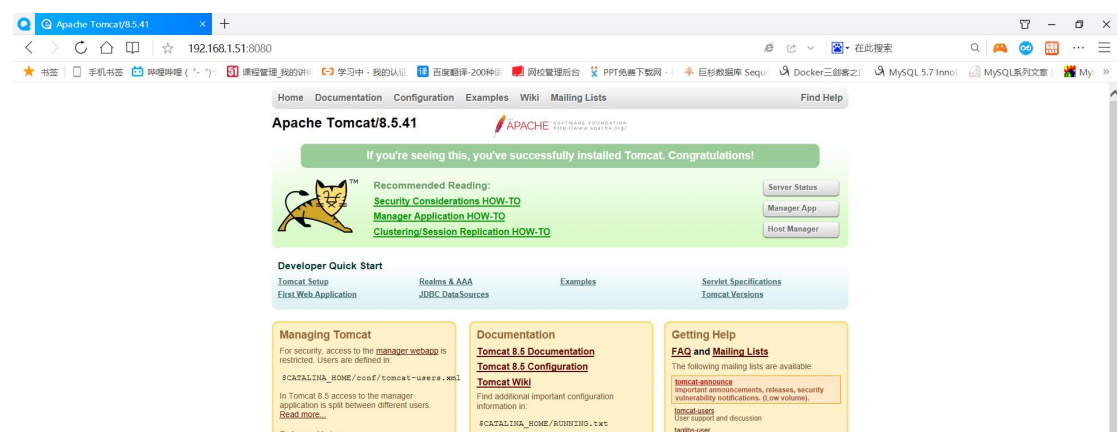 Apache Tomcat/8.5.41
192.168.1.51:8080
在此搜索
书签 手机书签 哔哩哔哩 ( ゜- ゜)つ 课程管理_我的讲 学习中 - 我的认证 百度翻译-200种语 网校管理后台 PPT免费下载网 - 巨杉数据库 Sequ Docker三剑客之 MySQL 5.7 Inno MySQL系列文章 My
Home Documentation Configuration Examples Wiki Mailing Lists Find Help
Apache Tomcat/8.5.41
APACHE SOFTWARE FOUNDATION
http://www.apache.org/
If you're seeing this, you've successfully installed Tomcat. Congratulations!
TM
Recommended Reading:
Security Considerations HOW-TO
Manager Application HOW-TO
Clustering/Session Replication HOW-TO
Server Status
Manager App
Host Manager
Developer Quick Start
Tomcat Setup Realms & AAA Examples Servlet Specifications
First Web Application JDBC DataSources Tomcat Versions
Managing Tomcat
For security, access to the manager webapp is
restricted. Users are defined in:
$CATALINA_HOME/conf/tomcat-users.xml
In Tomcat 8.5 access to the manager
application is split between different users.
Read more...
Documentation
Tomcat 8.5 Documentation
Tomcat 8.5 Configuration
Tomcat Wiki
Find additional important configuration
information in:
$CATALINA_HOME/RUNNING.txt
Getting Help
FAQ and Mailing Lists
The following mailing lists are available:
tomcat-announce
Important announcements, releases, security
vulnerability notifications. (Low volume).
tomcat-users
User support and discussion
taglibs-user